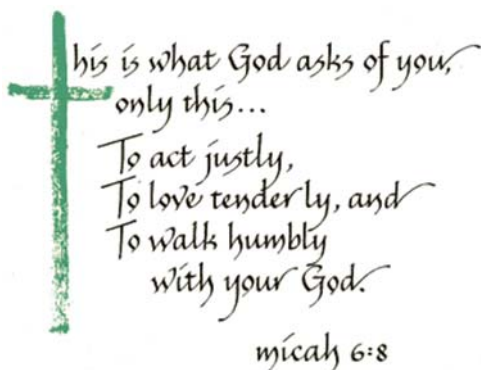 This is what God asks of you,
only this...
To act justly,
To love tenderly, and
To walk humbly
with your God.
micah 6:8